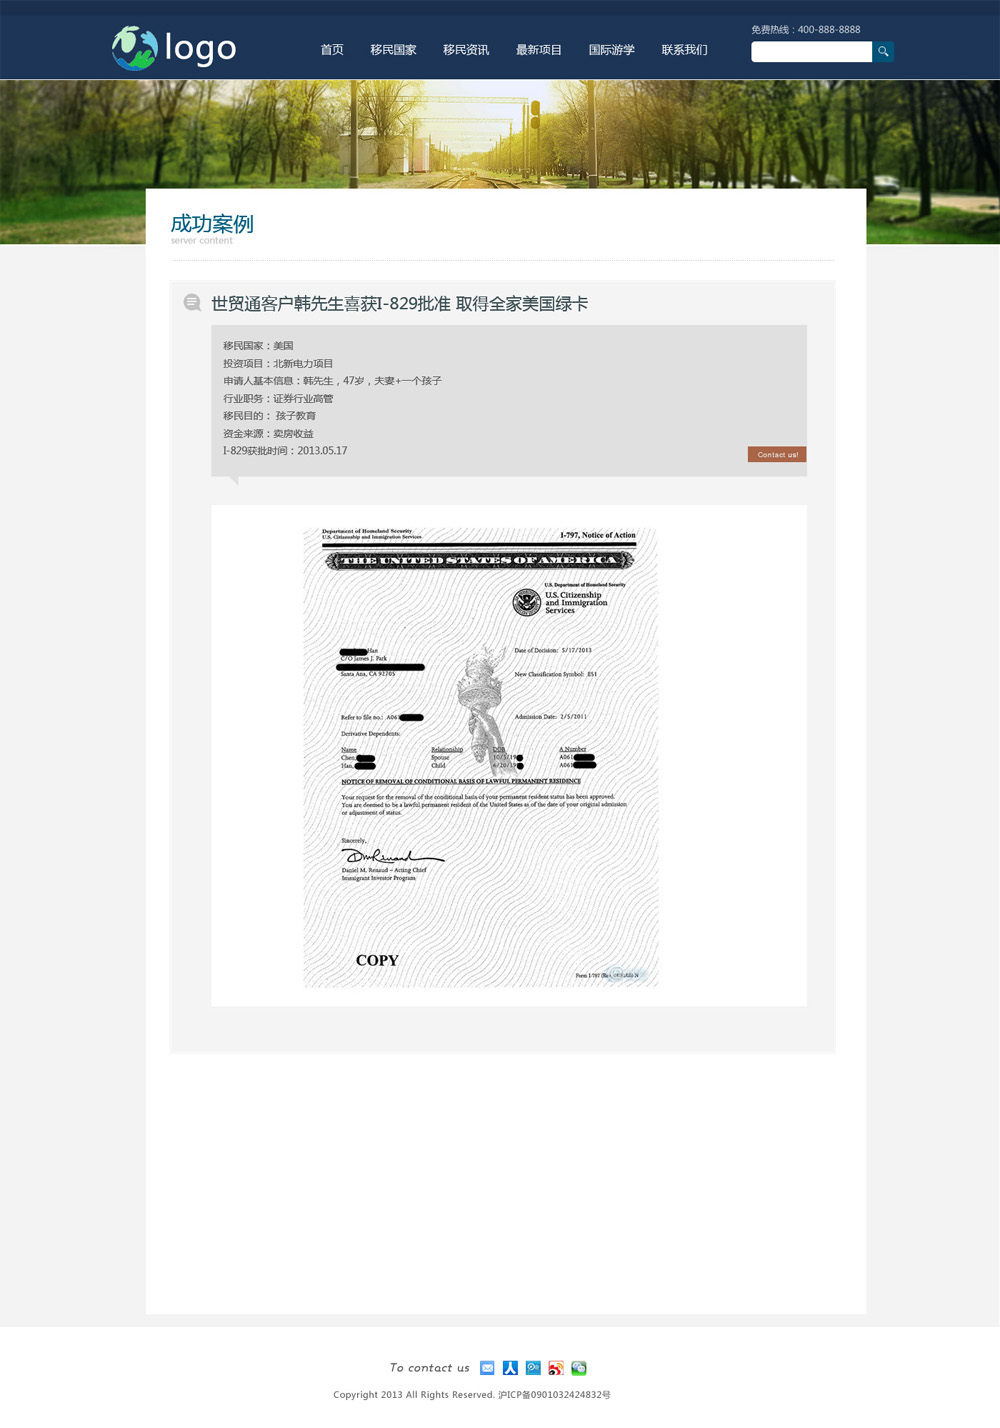 logo
首页 移民国家 移民资讯 最新项目 国际游学 联系我们
免费热线：400-888-8888
成功案例
server content
世贸通客户韩先生喜获I-829批准 取得全家美国绿卡
移民国家：美国
投资项目：北新电力项目
申请人基本信息：韩先生，47岁，夫妻+一个孩子
行业职务：证券行业高管
移民目的： 孩子教育
资金来源：卖房收益
I-829获批时间：2013.05.17
Contact us!
Department of Homeland Security
U.S. Citizenship and Immigration Services
I-797, Notice of Action
THE UNITED STATES OF AMERICA
U.S. Department of Homeland Security
U.S. Citizenship
and Immigration
Services
Han
C/O James J. Park
Santa Ana, CA 92705
Date of Decision: 5/17/2013
New Classification Symbol: E51
Refer to file no.: A061
Admission Date: 2/5/2011
Derivative Dependents:
Name Relationship DOB A Number
Chen, Spouse 10/5/19 A061
Han, Child 4/20/19 A061
NOTICE OF REMOVAL OF CONDITIONAL BASIS OF LAWFUL PERMANENT RESIDENCE
Your request for the removal of the conditional basis of your permanent resident status has been approved.
You are deemed to be a lawful permanent resident of the United States as of the date of your original admission
or adjustment of status.
Sincerely,
Daniel M. Renaud – Acting Chief
Immigrant Investor Program
COPY
Form I-797
To contact us
Copyright 2013 All Rights Reserved. 沪ICP备0901032424832号